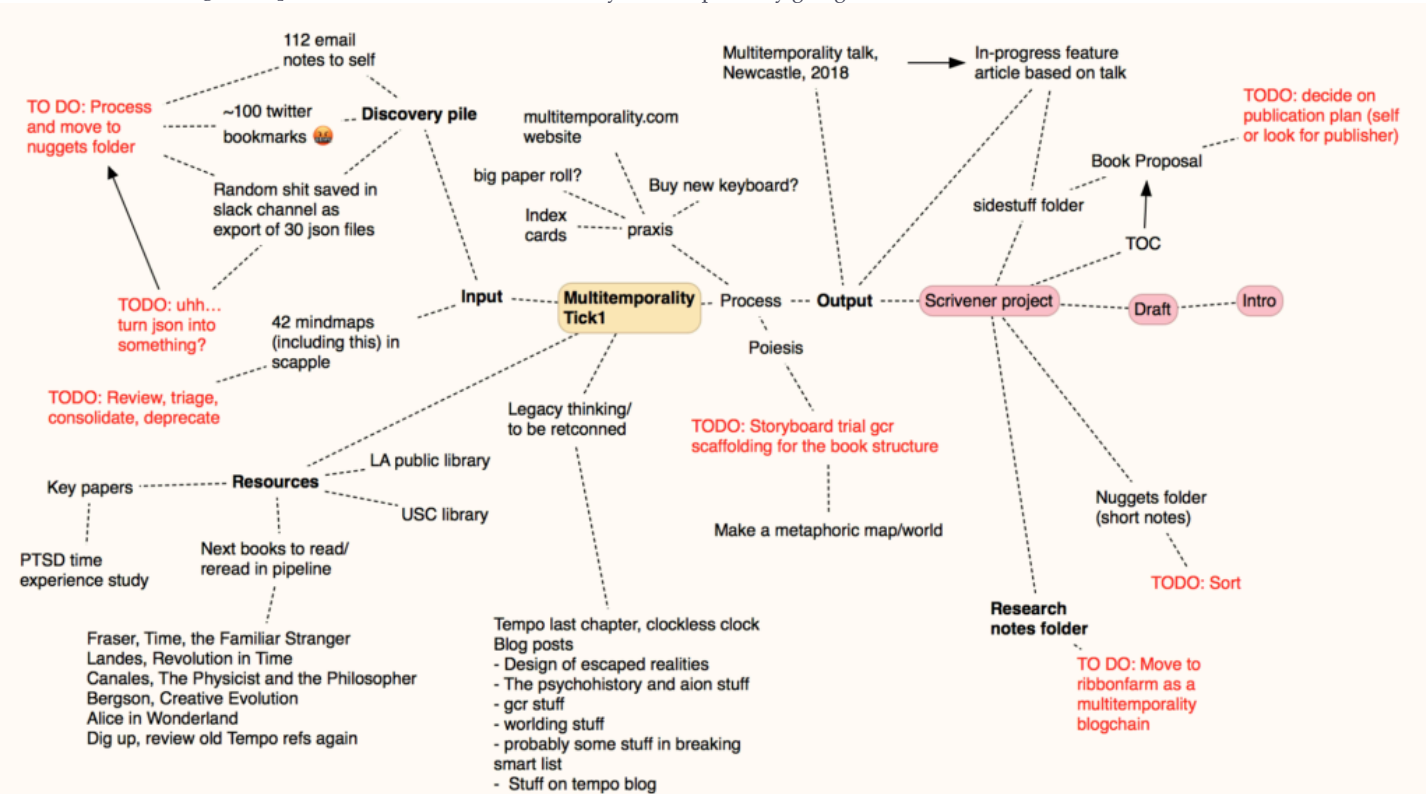 112 email
notes to self
TO DO: Process
and move to
nuggets folder
~100 twitter
bookmarks 🤬
Discovery pile
Random shit saved in
slack channel as
export of 30 json files
TODO: uhh...
turn json into
something?
Input
42 mindmaps
(including this) in
scapple
TODO: Review, triage,
consolidate, deprecate
multitemporality.com
website
big paper roll?
Buy new keyboard?
Index
cards
praxis
Multitemporality
Tick1
Process
Poiesis
TODO: Storyboard trial gcr
scaffolding for the book structure
Make a metaphoric map/world
Multitemporality talk,
Newcastle, 2018
In-progress feature
article based on talk
TODO: decide on
publication plan (self
or look for publisher)
Book Proposal
sidestuff folder
TOC
Output
Scrivener project
Draft
Intro
Nuggets folder
(short notes)
TODO: Sort
Research
notes folder
TO DO: Move to
ribbonfarm as a
multitemporality
blogchain
Legacy thinking/
to be retconned
Tempo last chapter, clockless clock
Blog posts
- Design of escaped realities
- The psychohistory and aion stuff
- gcr stuff
- worlding stuff
- probably some stuff in breaking
smart list
- Stuff on tempo blog
Resources
LA public library
USC library
Key papers
PTSD time
experience study
Next books to read/
reread in pipeline
Fraser, Time, the Familiar Stranger
Landes, Revolution in Time
Canales, The Physicist and the Philosopher
Bergson, Creative Evolution
Alice in Wonderland
Dig up, review old Tempo refs again